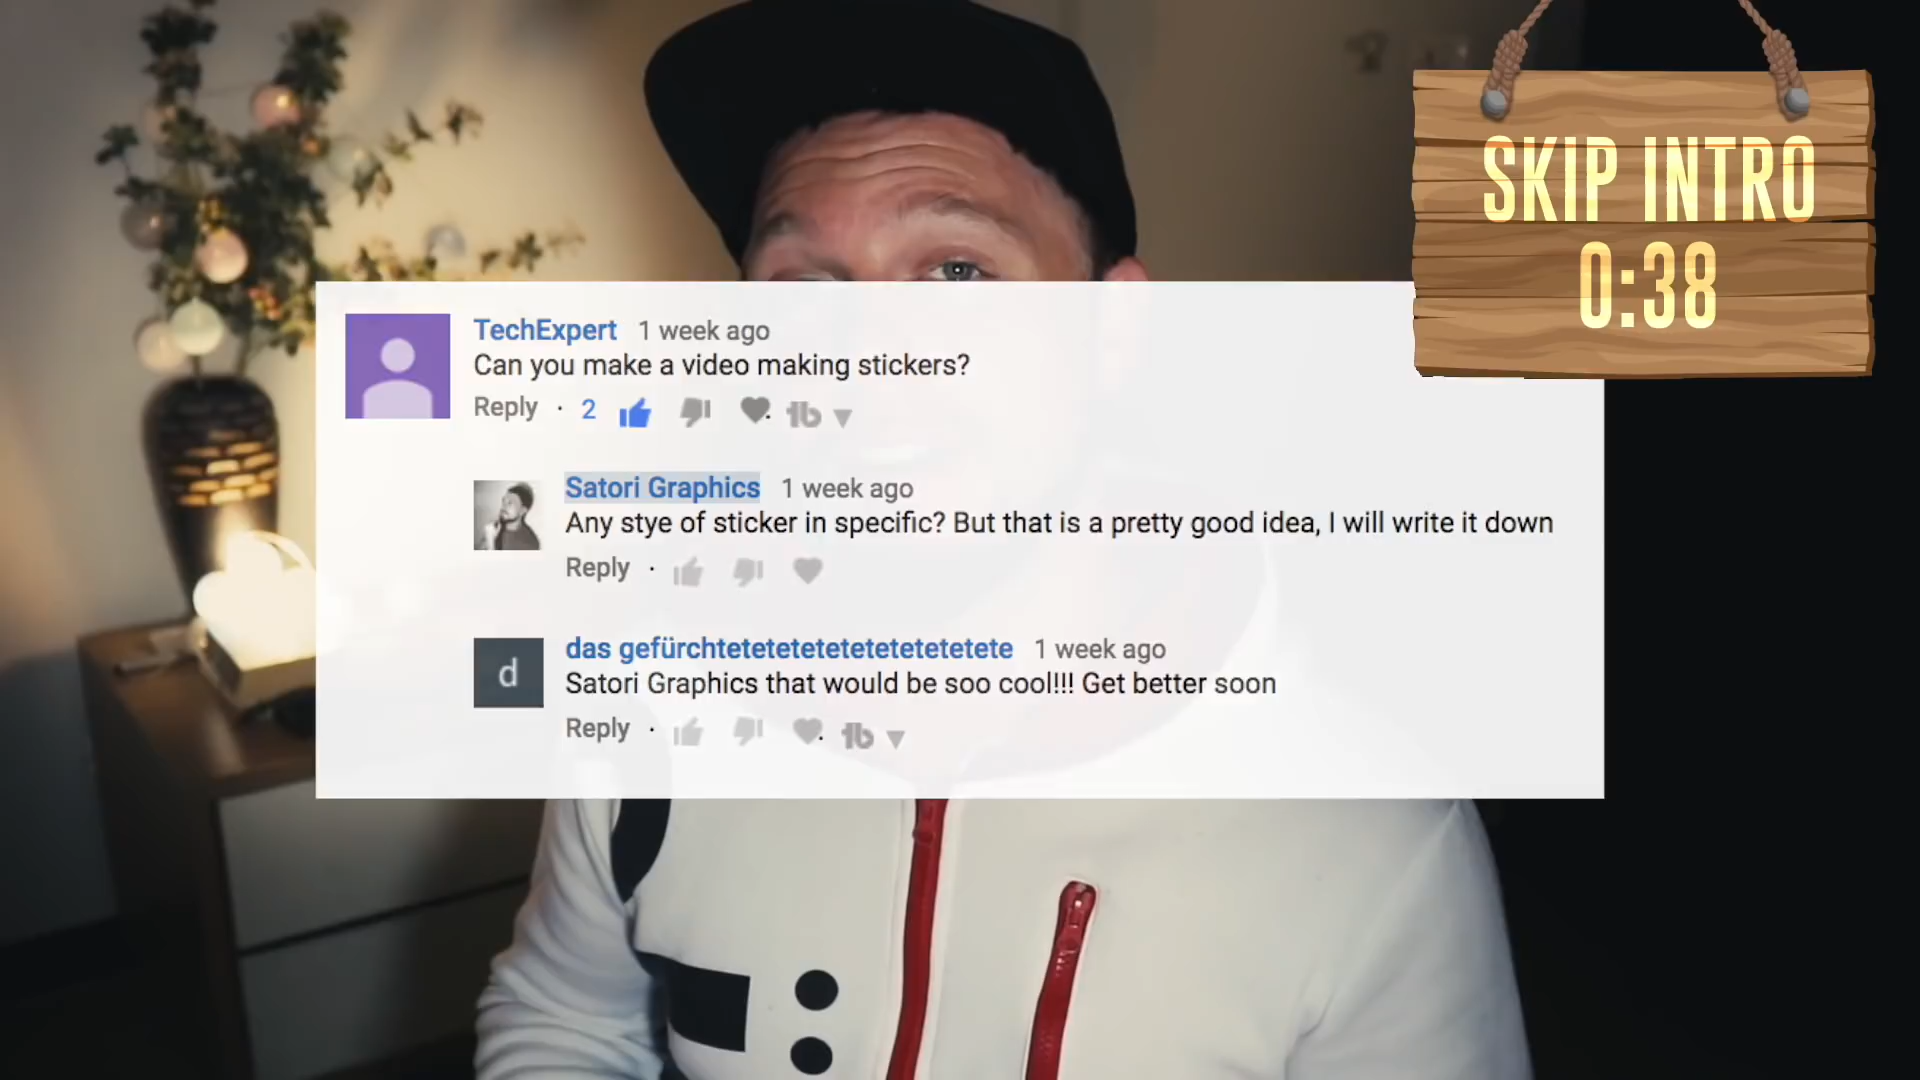 SKIP INTRO
0:38
TechExpert 1 week ago
Can you make a video making stickers?
Reply · 2
Satori Graphics 1 week ago
Any stye of sticker in specific? But that is a pretty good idea, I will write it down
Reply ·
d
das gefürchtetetetetetetetetetetete 1 week ago
Satori Graphics that would be soo cool!!! Get better soon
Reply ·